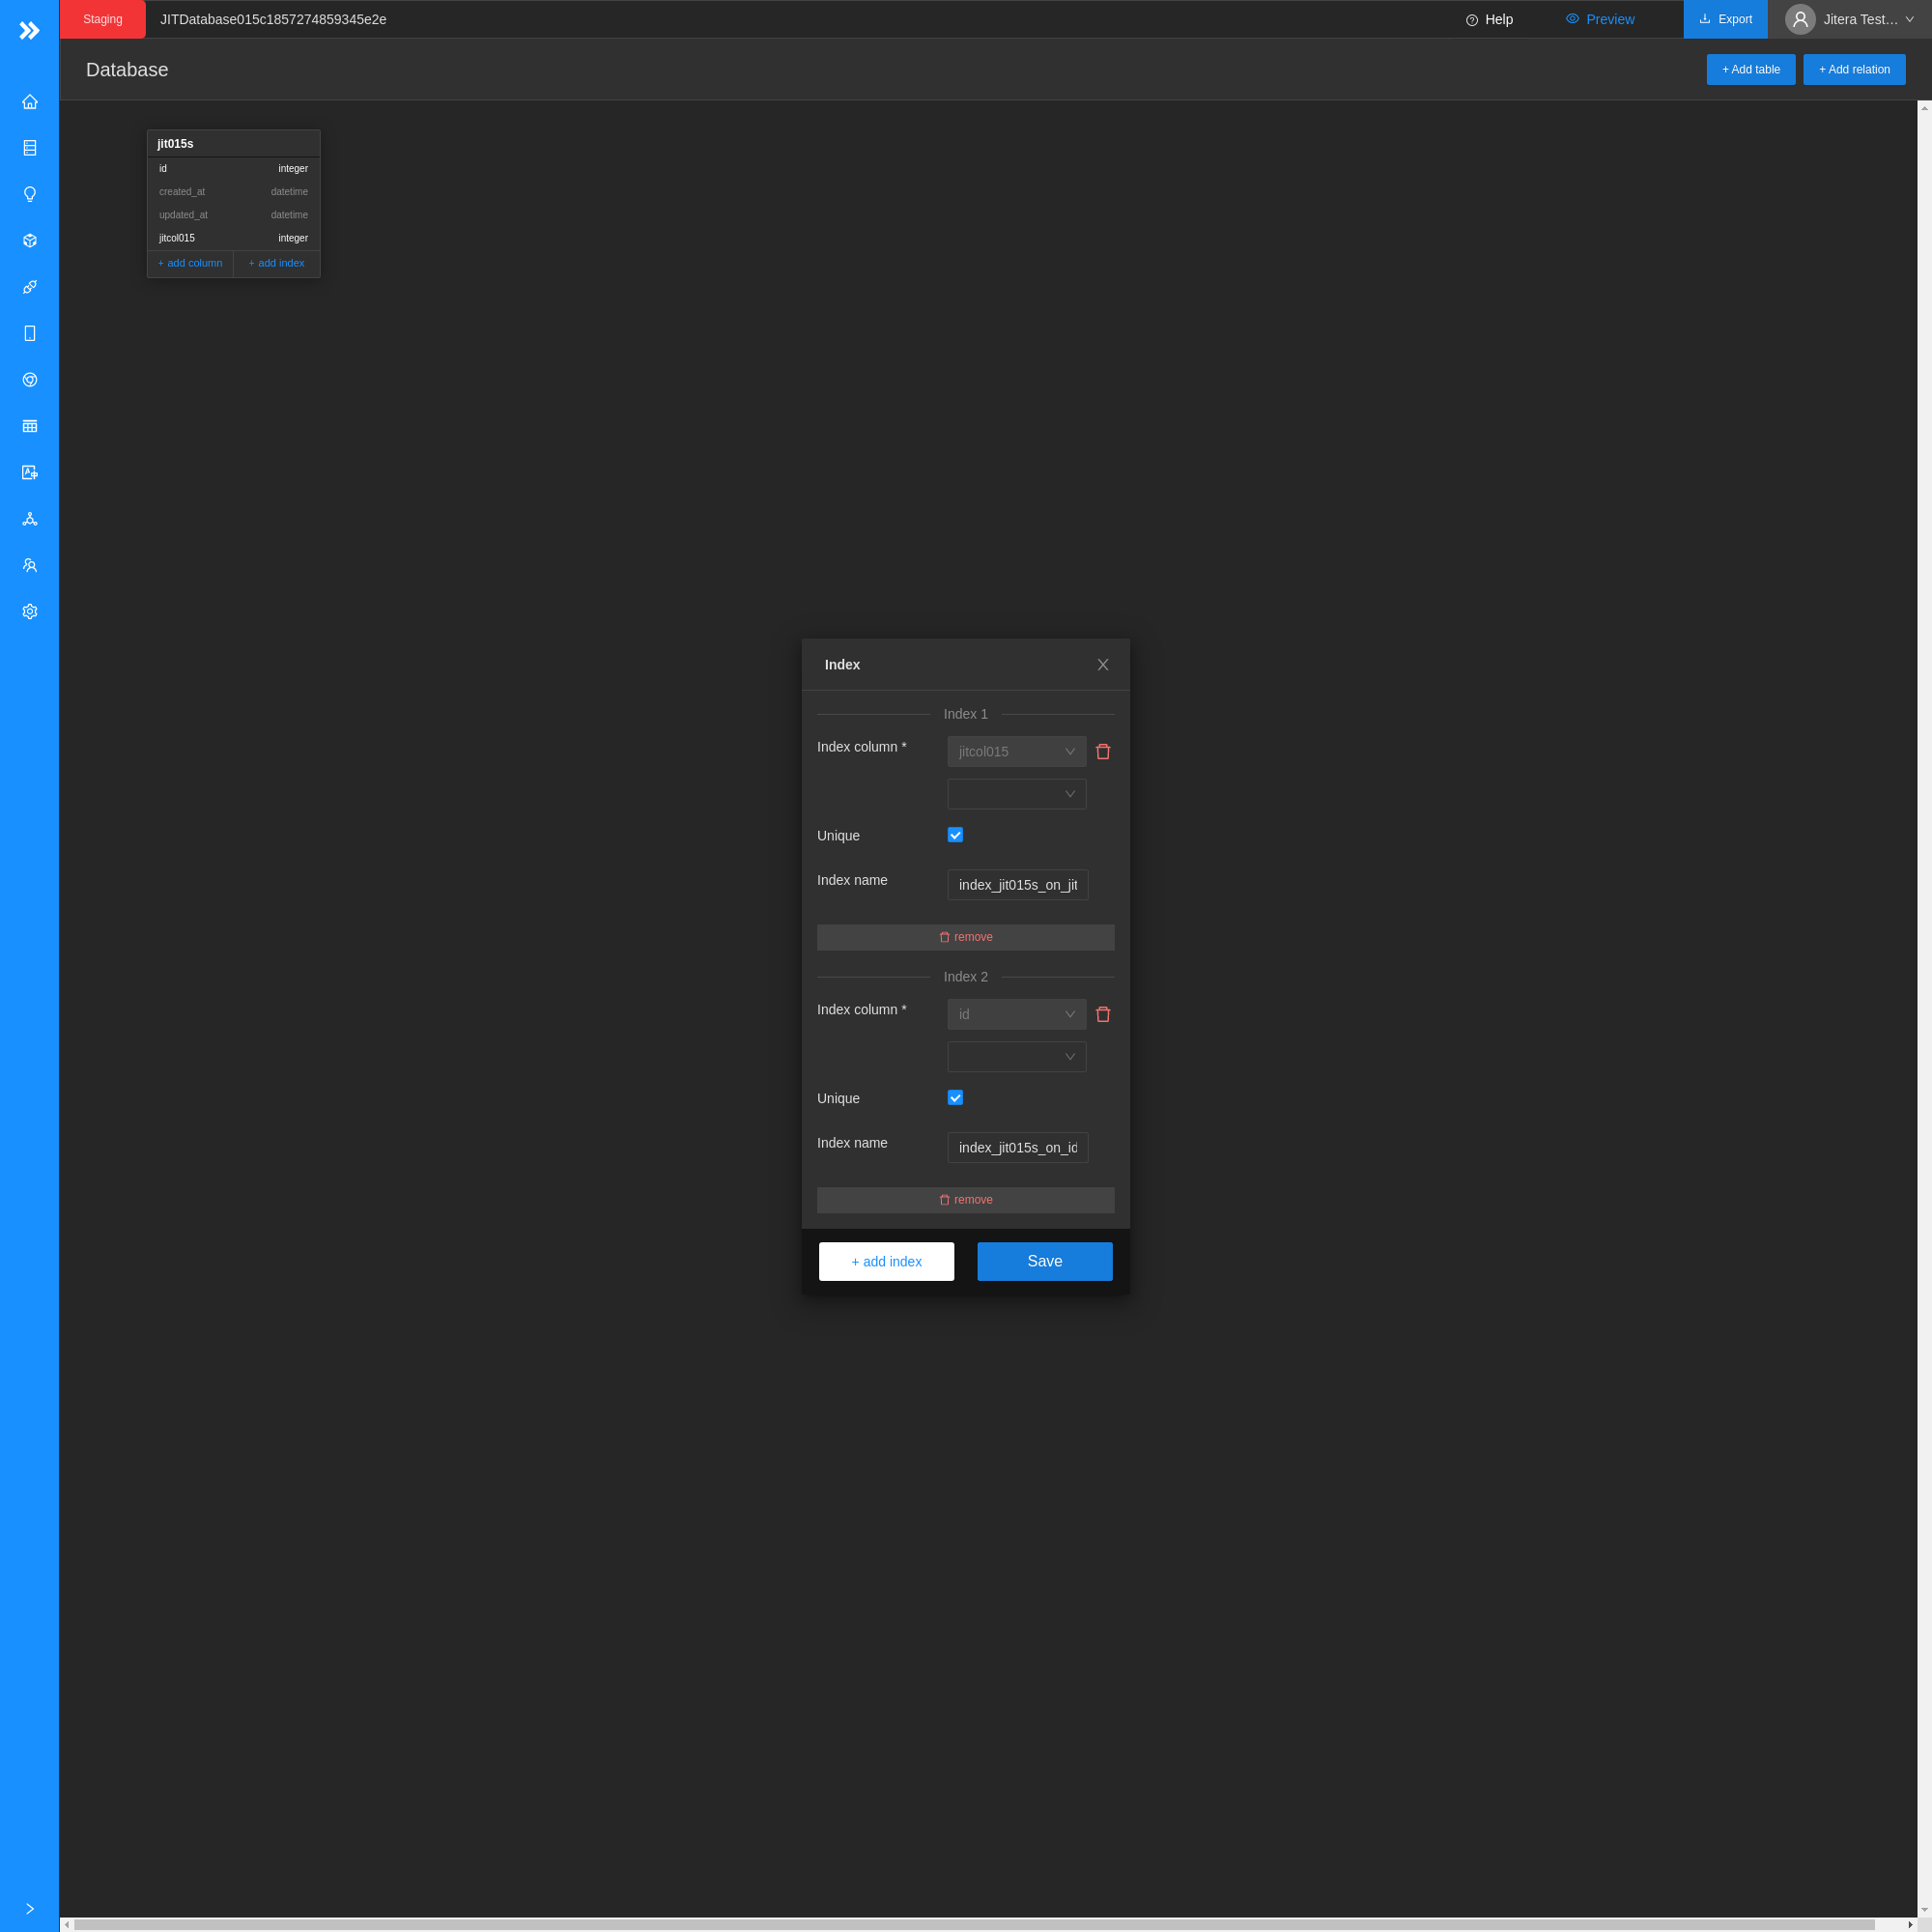 Staging JITDatabase015c1857274859345e2e Help Preview Export Jitera Test...
Database + Add table + Add relation
jit015s
id integer
created_at datetime
updated_at datetime
jitcol015 integer
+ add column + add index
Index
Index 1
Index column * jitcol015
Unique
Index name index_jit015s_on_jit
remove
Index 2
Index column * id
Unique
Index name index_jit015s_on_id
remove
+ add index Save